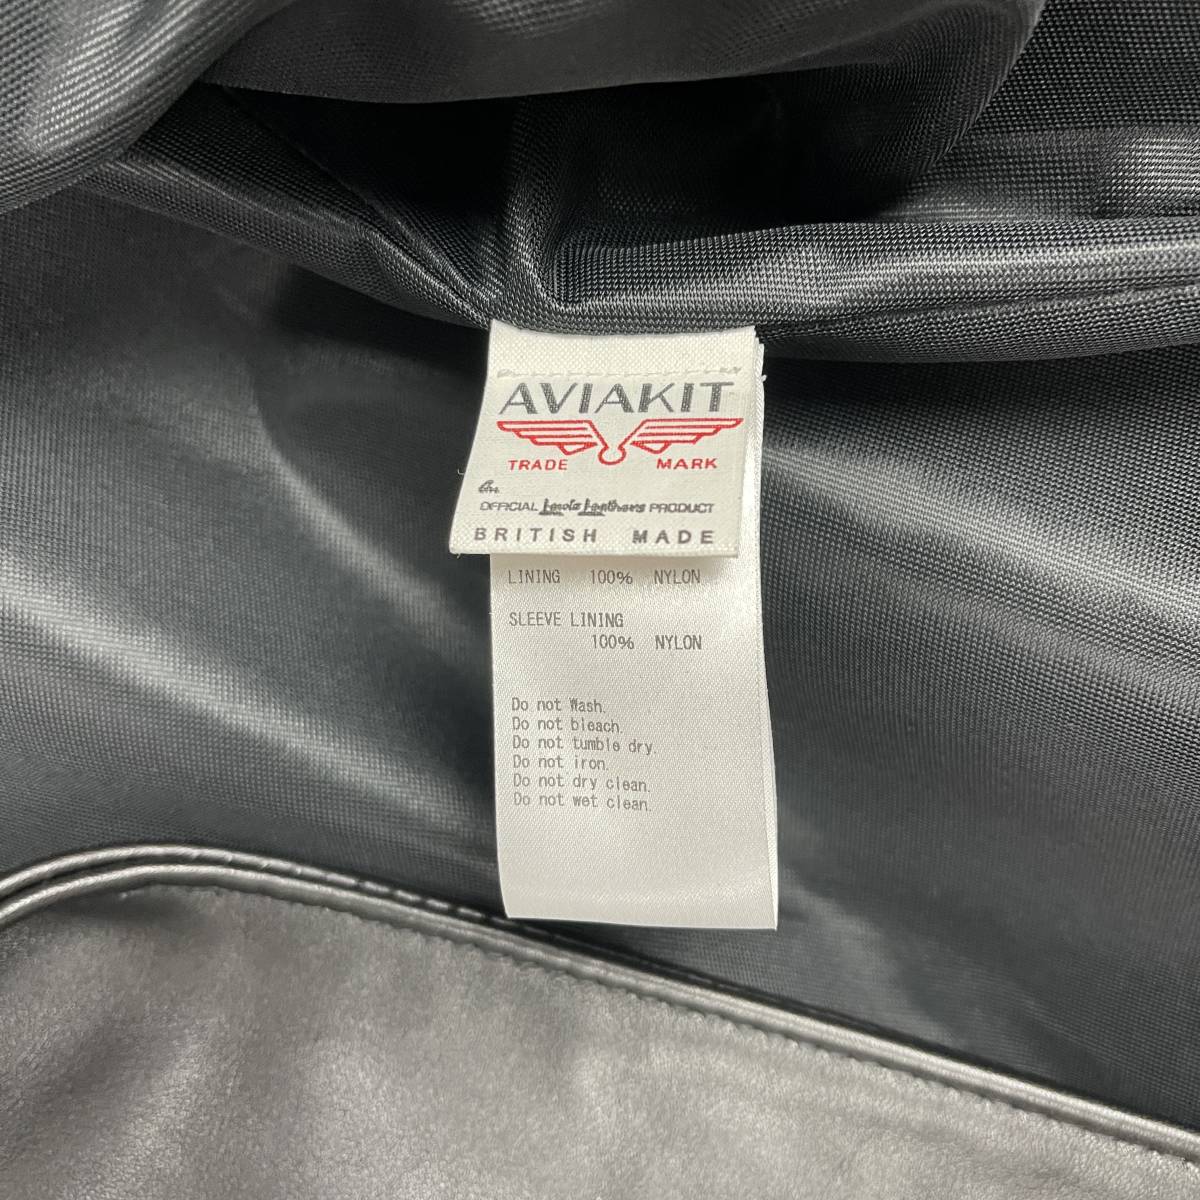 AVIAKIT
TRADE MARK
An
OFFICIAL Lewis Leathers PRODUCT
BRITISH MADE
LINING 100% NYLON
SLEEVE LINING
100% NYLON
Do not Wash.
Do not bleach.
Do not tumble dry.
Do not iron.
Do not dry clean.
Do not wet clean.